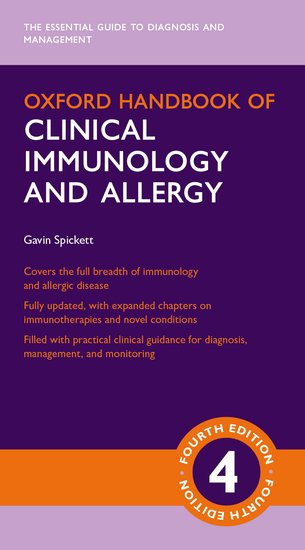 THE ESSENTIAL GUIDE TO DIAGNOSIS AND
MANAGEMENT
OXFORD HANDBOOK OF
CLINICAL
IMMUNOLOGY
AND ALLERGY
Gavin Spickett
Covers the full breadth of immunology
and allergic disease
Fully updated, with expanded chapters on
immunotherapies and novel conditions
Filled with practical clinical guidance for diagnosis,
management, and monitoring
FOURTH EDITION
4
FOURTH EDITION